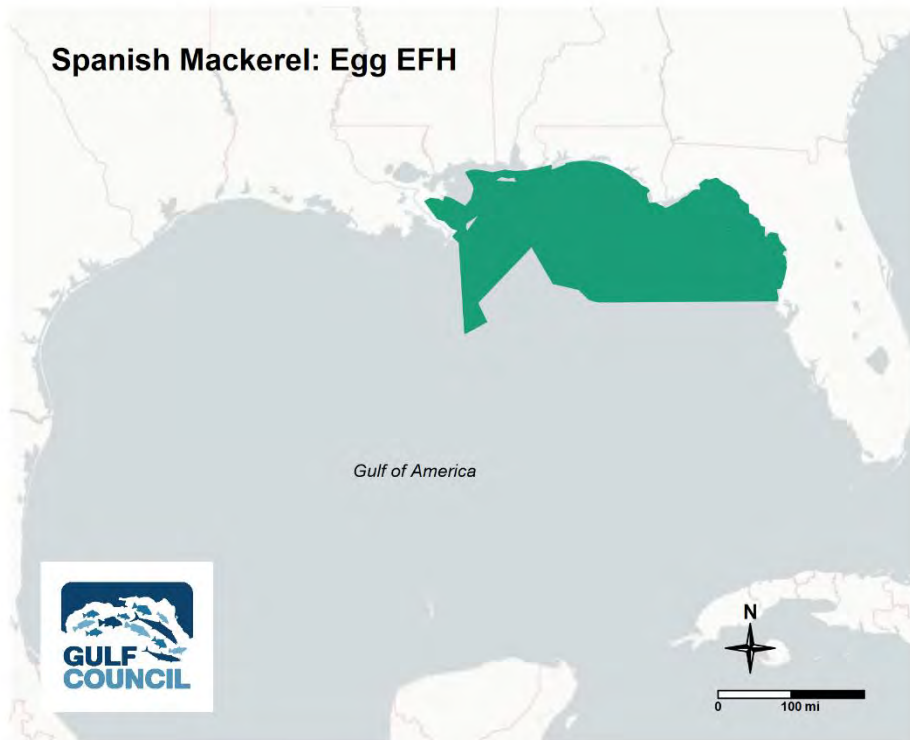 Spanish Mackerel: Egg EFH
Gulf of America
GULF
COUNCIL
N
0 100 mi